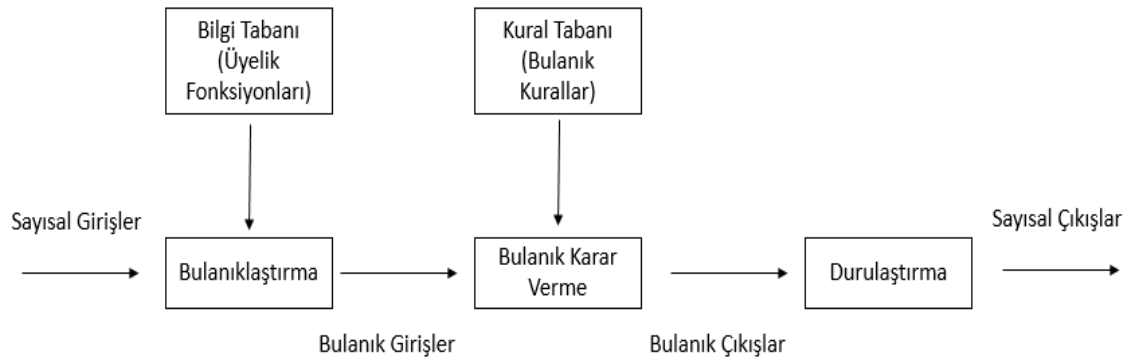 Bilgi Tabanı
(Üyelik
Fonksiyonları)
Kural Tabanı
(Bulanık
Kurallar)
Sayısal Girişler
Sayısal Çıkışlar
Bulanıklaştırma
Bulanık Karar
Verme
Durulaştırma
Bulanık Girişler
Bulanık Çıkışlar